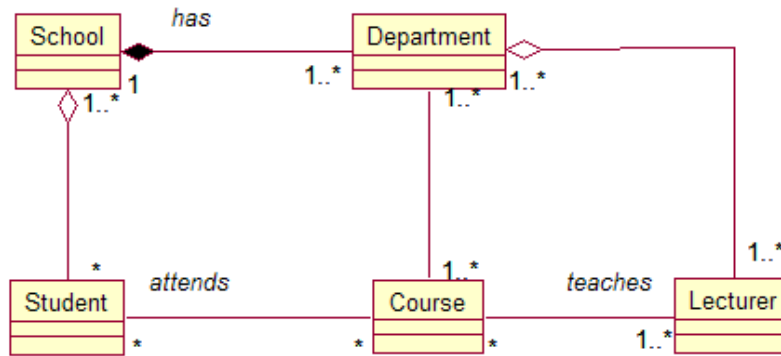 has
School
Department
1
1..*
1..*
1..*
1..*
*
attends
1..*
teaches
1..*
Student
Course
Lecturer
*
*
*
1..*